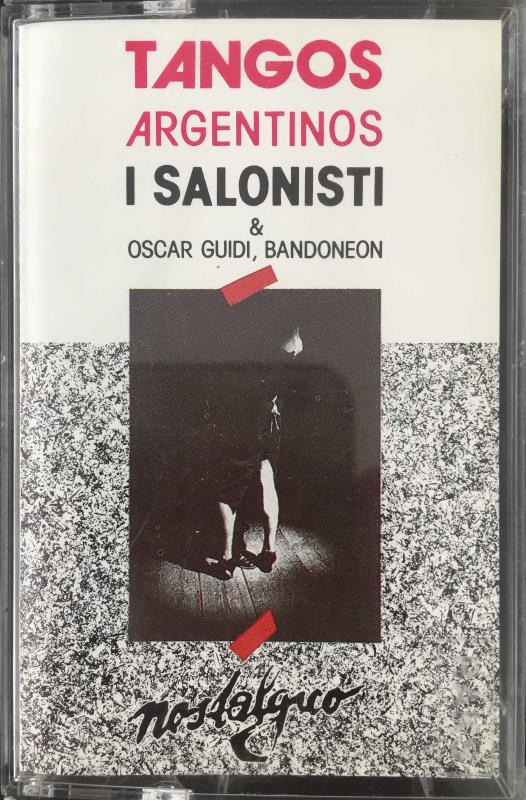 TANGOS
ARGENTINOS
I SALONISTI
&
OSCAR GUIDI, BANDONEON
nostalgico